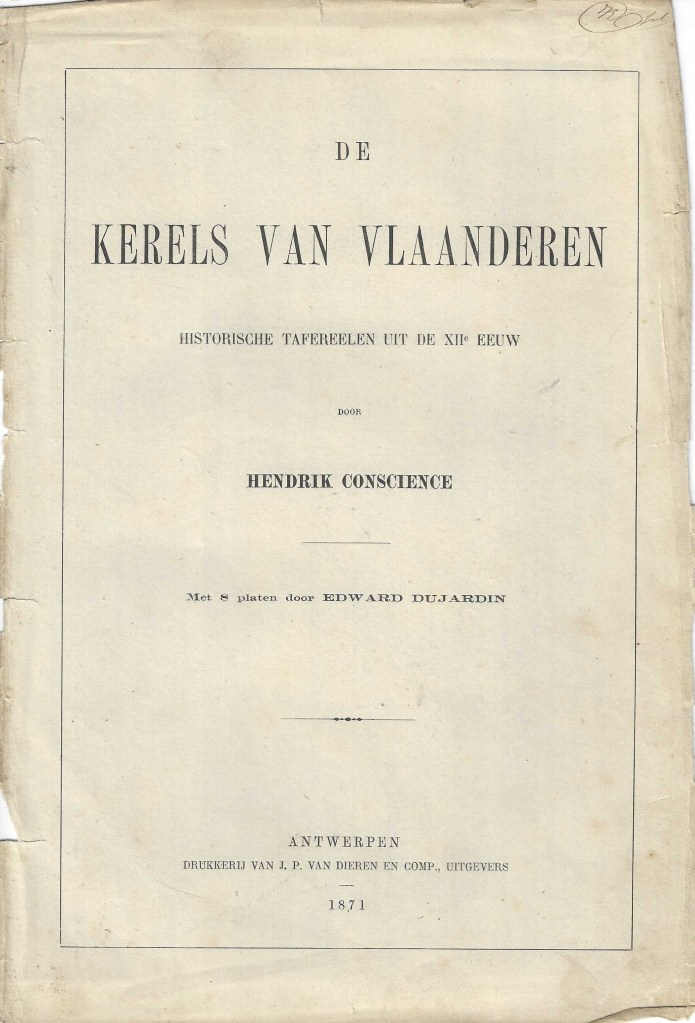 DE
KERELS VAN VLAANDEREN
HISTORISCHE TAFEREELEN UIT DE XIIe EEUW
DOOR
HENDRIK CONSCIENCE
Met 8 platen door EDWARD DUJARDIN
ANTWERPEN
DRUKKERIJ VAN J. P. VAN DIEREN EN COMP., UITGEVERS
1871